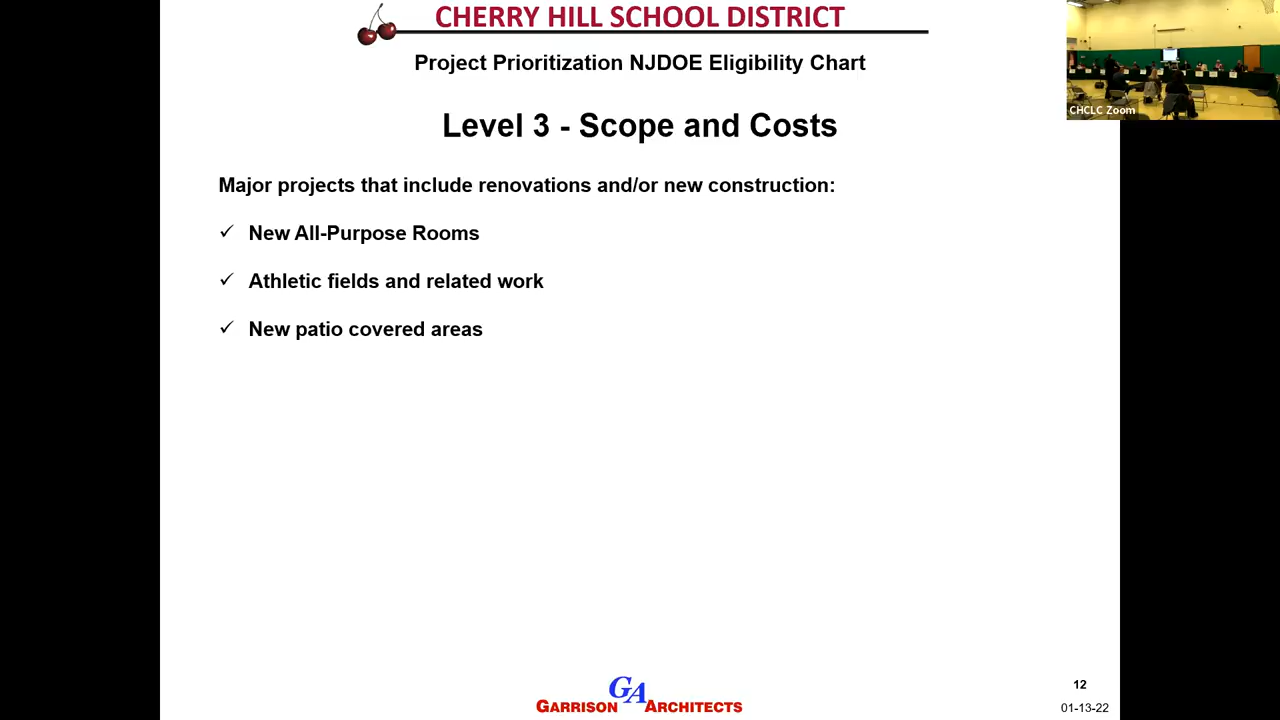 CHERRY HILL SCHOOL DISTRICT
Project Prioritization NJDOE Eligibility Chart
CHCLC Zoom
Level 3 - Scope and Costs
Major projects that include renovations and/or new construction:
✓ New All-Purpose Rooms
✓ Athletic fields and related work
✓ New patio covered areas
GA
GARRISON ARCHITECTS
12
01-13-22